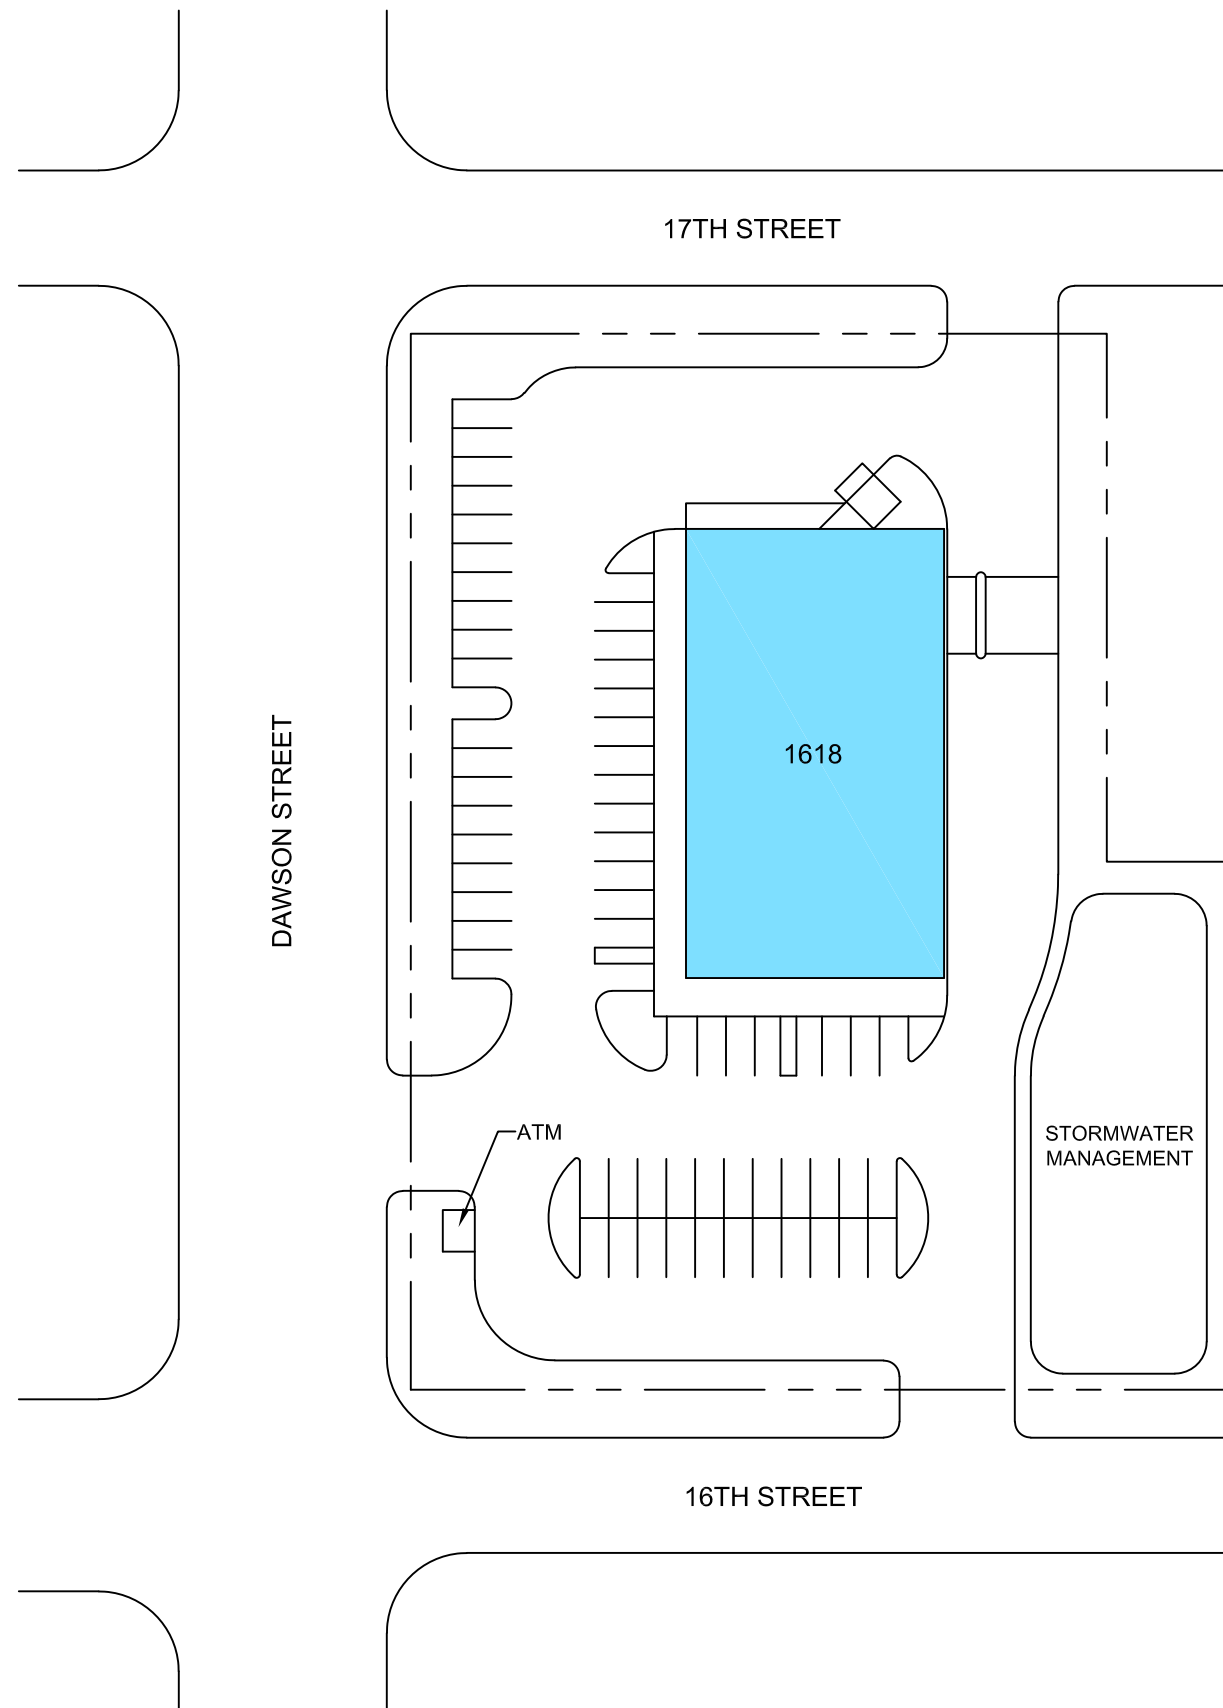 17TH STREET
DAWSON STREET
1618
ATM
STORMWATER
MANAGEMENT
16TH STREET